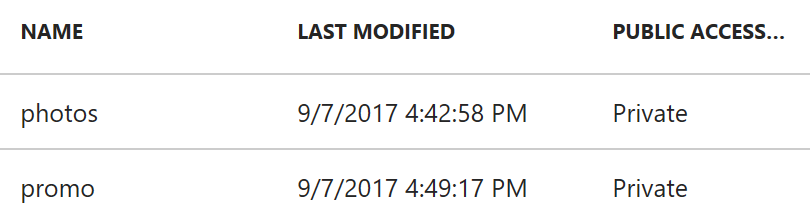 NAME LAST MODIFIED PUBLIC ACCESS...
photos 9/7/2017 4:42:58 PM Private
promo 9/7/2017 4:49:17 PM Private